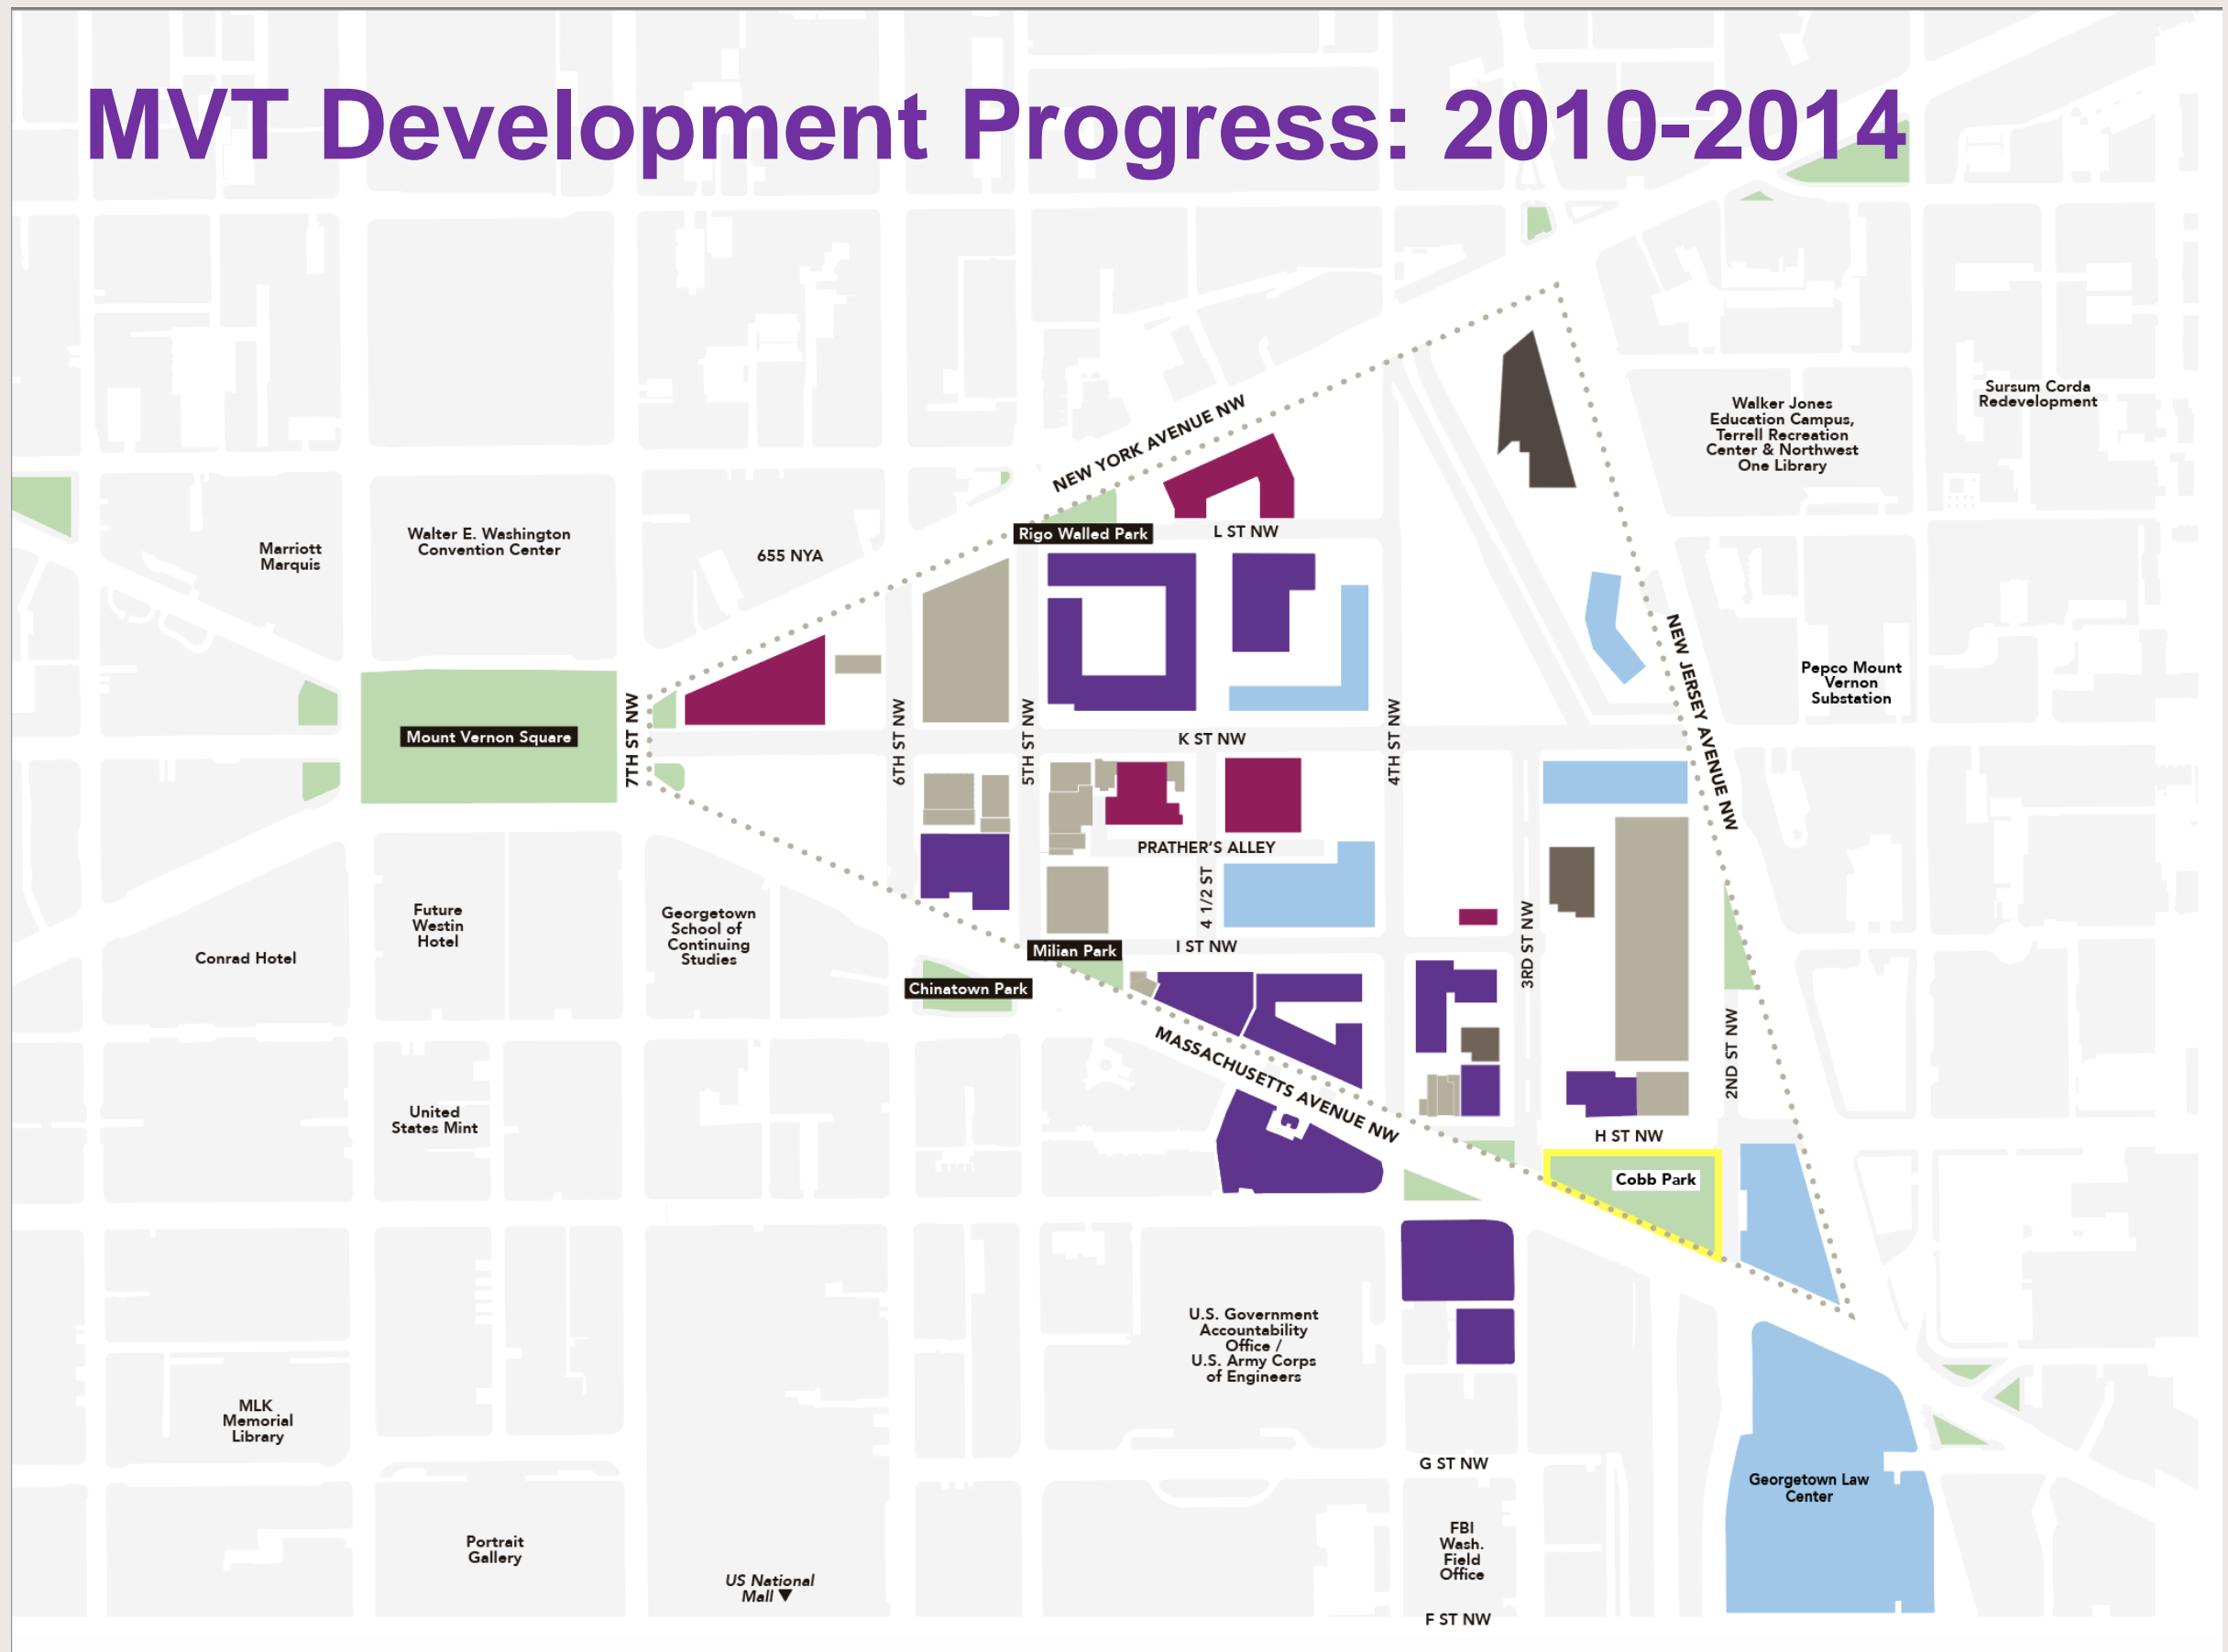 MVT Development Progress: 2010-2014
Sursum Corda
Redevelopment
Walker Jones
Education Campus,
Terrell Recreation
Center & Northwest
One Library
NEW YORK AVENUE NW
Rigo Walled Park
L ST NW
Marriott
Marquis
Walter E. Washington
Convention Center
655 NYA
NEW JERSEY AVENUE NW
Pepco Mount
Vernon
Substation
Mount Vernon Square
7TH ST NW
6TH ST NW
5TH ST NW
K ST NW
4TH ST NW
PRATHER'S ALLEY
4 1/2 ST
I ST NW
3RD ST NW
2ND ST NW
Conrad Hotel
Future
Westin
Hotel
Georgetown
School of
Continuing
Studies
Milian Park
Chinatown Park
MASSACHUSETTS AVENUE NW
United
States Mint
H ST NW
Cobb Park
U.S. Government
Accountability
Office /
U.S. Army Corps
of Engineers
MLK
Memorial
Library
G ST NW
Georgetown Law
Center
Portrait
Gallery
US National
Mall ▼
FBI
Wash.
Field
Office
F ST NW